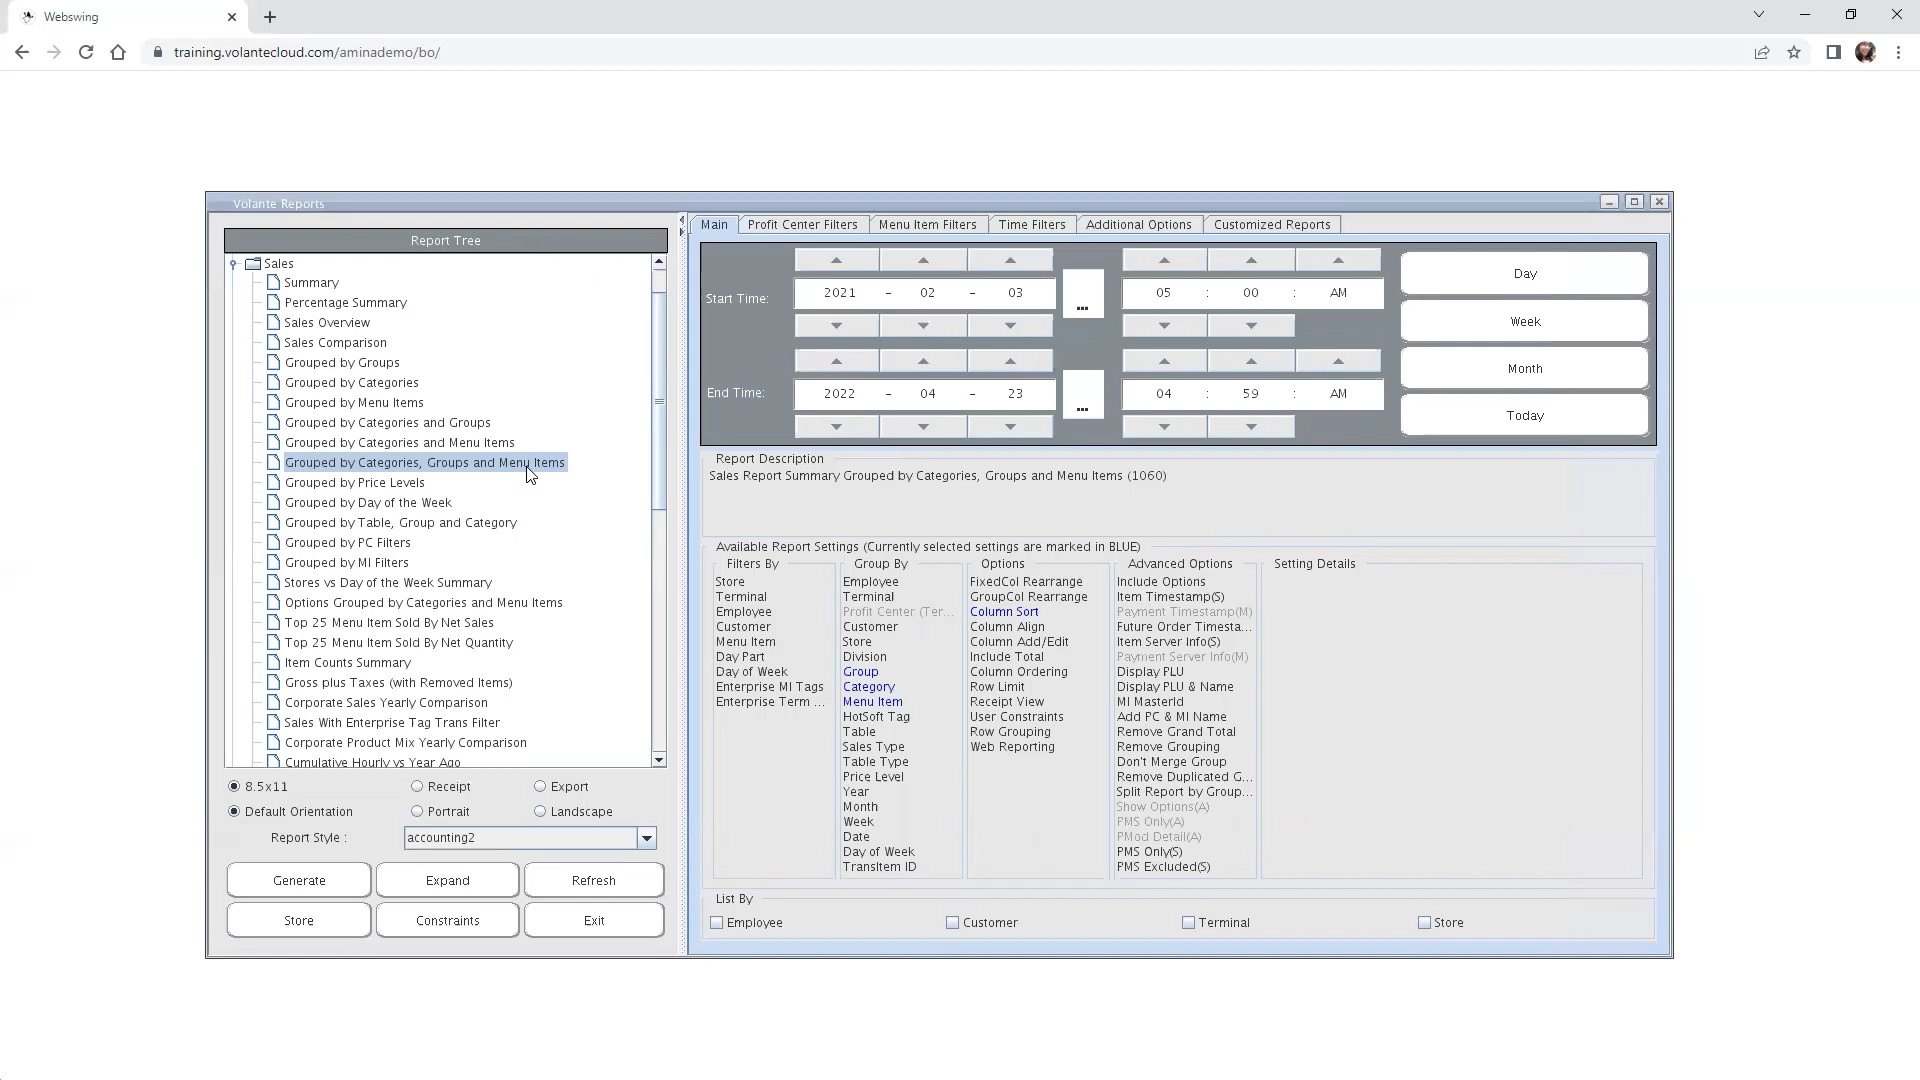 Webswing
training.volantecloud.com/aminademo/bo/
Volante Reports
Report Tree
Sales
Summary
Percentage Summary
Sales Overview
Sales Comparison
Grouped by Groups
Grouped by Categories
Grouped by Menu Items
Grouped by Categories and Groups
Grouped by Categories and Menu Items
Grouped by Categories, Groups and Menu Items
Grouped by Price Levels
Grouped by Day of the Week
Grouped by Table, Group and Category
Grouped by PC Filters
Grouped by MI Filters
Stores vs Day of the Week Summary
Options Grouped by Categories and Menu Items
Top 25 Menu Item Sold By Net Sales
Top 25 Menu Item Sold By Net Quantity
Item Counts Summary
Gross plus Taxes (with Removed Items)
Corporate Sales Yearly Comparison
Sales With Enterprise Tag Trans Filter
Corporate Product Mix Yearly Comparison
Cumulative Hourly vs Year Ago
8.5x11 Receipt Export
Default Orientation Portrait Landscape
Report Style : accounting2
Generate Expand Refresh
Store Constraints Exit
Main Profit Center Filters Menu Item Filters Time Filters Additional Options Customized Reports
Start Time: 2021 - 02 - 03 ... 05 : 00 : AM
End Time: 2022 - 04 - 23 ... 04 : 59 : AM
Day
Week
Month
Today
Report Description
Sales Report Summary Grouped by Categories, Groups and Menu Items (1060)
Available Report Settings (Currently selected settings are marked in BLUE)
Filters By
Store
Terminal
Employee
Customer
Menu Item
Day Part
Day of Week
Enterprise MI Tags
Enterprise Term ...
Group By
Employee
Terminal
Profit Center (Ter...
Customer
Store
Division
Group
Category
Menu Item
HotSoft Tag
Table
Sales Type
Table Type
Price Level
Year
Month
Week
Date
Day of Week
TransItem ID
Options
FixedCol Rearrange
GroupCol Rearrange
Column Sort
Column Align
Column Add/Edit
Include Total
Column Ordering
Row Limit
Receipt View
User Constraints
Row Grouping
Web Reporting
Advanced Options
Include Options
Item Timestamp(S)
Payment Timestamp(M)
Future Order Timesta...
Item Server Info(S)
Payment Server Info(M)
Display PLU
Display PLU & Name
MI MasterId
Add PC & MI Name
Remove Grand Total
Remove Grouping
Don't Merge Group
Remove Duplicated G...
Split Report by Group...
Show Options(A)
PMS Only(A)
PMod Detail(A)
PMS Only(S)
PMS Excluded(S)
Setting Details
List By
Employee Customer Terminal Store